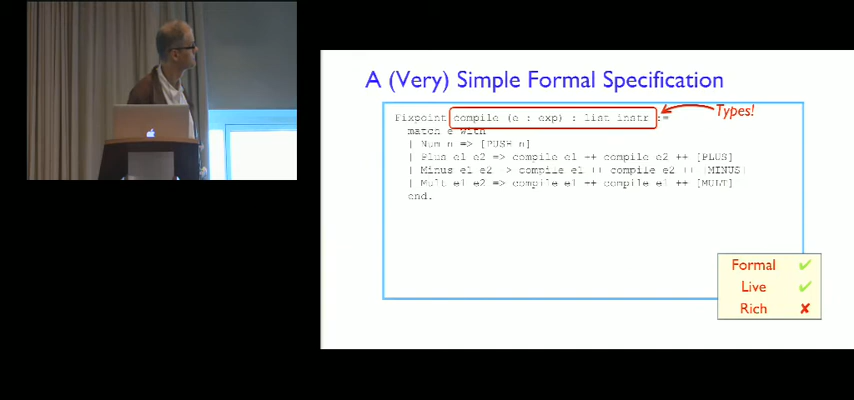 A (Very) Simple Formal Specification
Fixpoint compile (e : exp) : list instr :=
Types!
match e with
| Num n => [PUSH n]
| Plus e1 e2 => compile e1 ++ compile e2 ++ [PLUS]
| Minus e1 e2 => compile e1 ++ compile e2 ++ [MINUS]
| Mult e1 e2 => compile e1 ++ compile e1 ++ [MULT]
end.
Formal ✔
Live ✔
Rich ✘